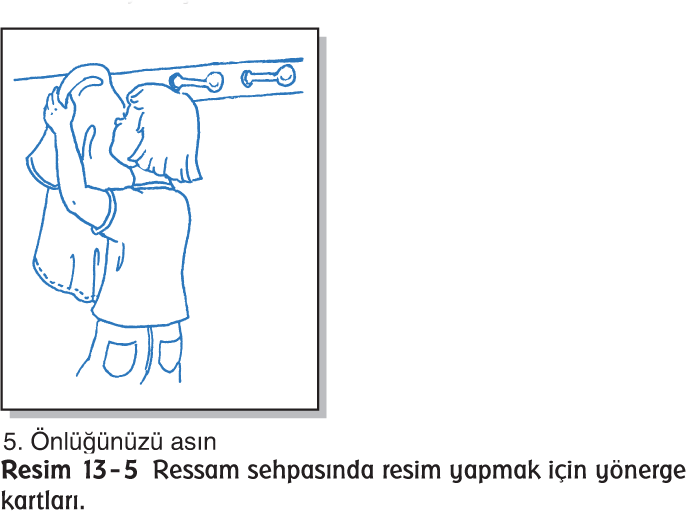 5. Önlüğünüzü asın
Resim 13-5 Ressam sehpasında resim yapmak için yönerge
kartları.